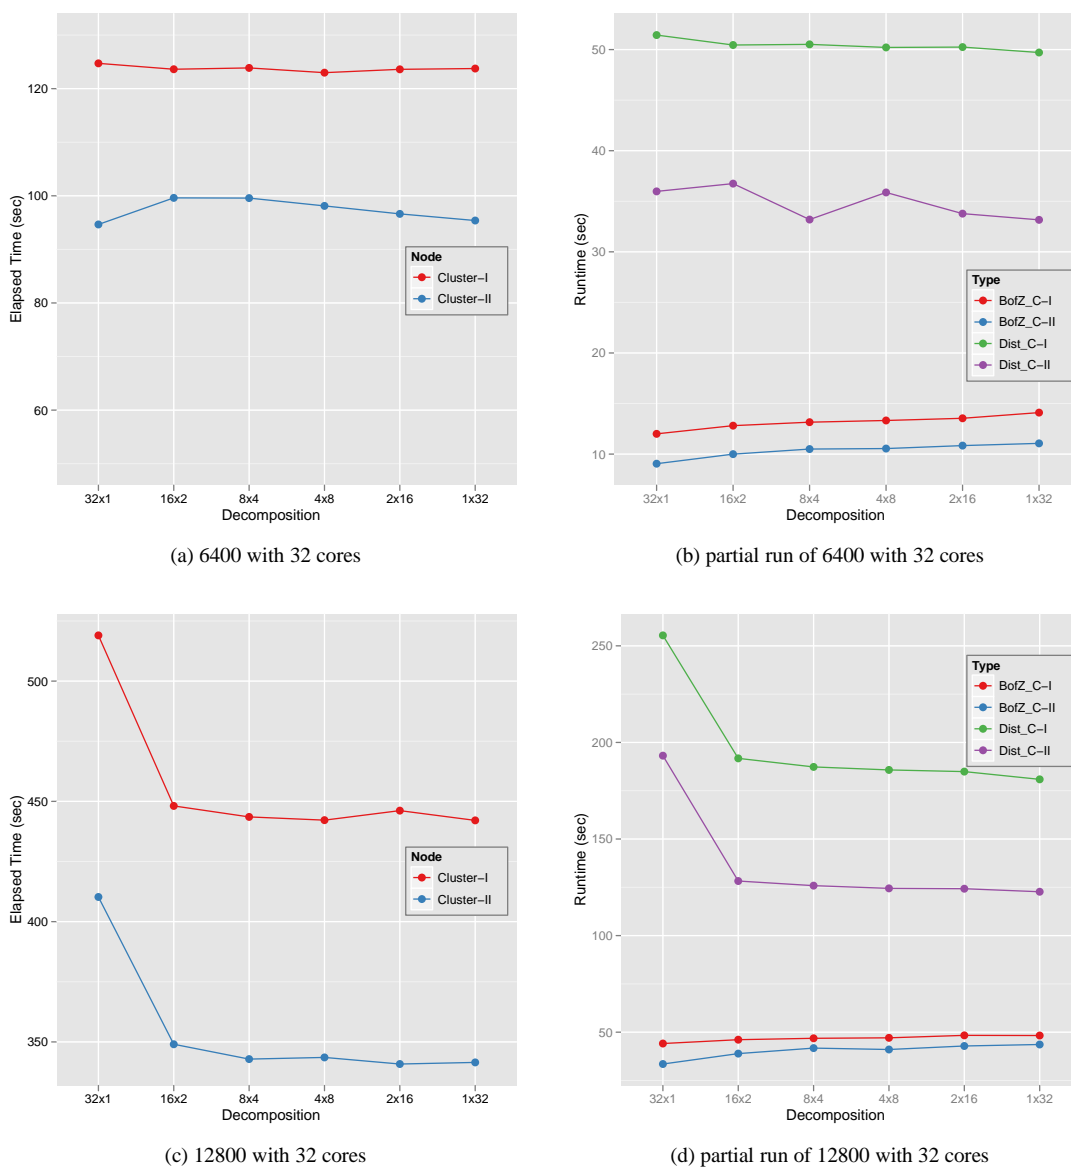 120
100
80
60
Elapsed Time (sec)
32x1 16x2 8x4 4x8 2x16 1x32
Decomposition
Node
Cluster−I
Cluster−II
(a) 6400 with 32 cores
50
40
30
20
10
Runtime (sec)
32x1 16x2 8x4 4x8 2x16 1x32
Decomposition
Type
BofZ_C−I
BofZ_C−II
Dist_C−I
Dist_C−II
(b) partial run of 6400 with 32 cores
500
450
400
350
Elapsed Time (sec)
32x1 16x2 8x4 4x8 2x16 1x32
Decomposition
Node
Cluster−I
Cluster−II
(c) 12800 with 32 cores
250
200
150
100
50
Runtime (sec)
32x1 16x2 8x4 4x8 2x16 1x32
Decomposition
Type
BofZ_C−I
BofZ_C−II
Dist_C−I
Dist_C−II
(d) partial run of 12800 with 32 cores